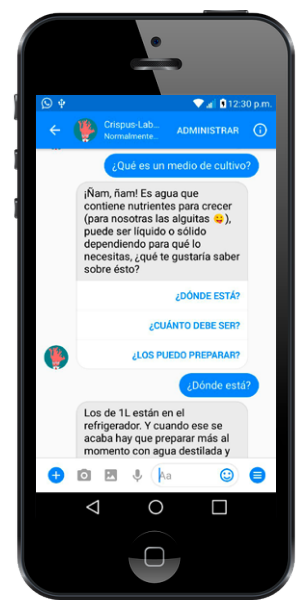 12:30 p.m.
Crispus-Lab...
Normalmente...
ADMINISTRAR
¿Qué es un medio de cultivo?
¡Ñam, ñam! Es agua que
contiene nutrientes para crecer
(para nosotras las alguitas 😛),
puede ser líquido o sólido
dependiendo para qué lo
necesitas, ¿qué te gustaría saber
sobre ésto?
¿DÓNDE ESTÁ?
¿CUÁNTO DEBE SER?
¿LOS PUEDO PREPARAR?
¿Dónde está?
Los de 1L están en el
refrigerador. Y cuando ese se
acaba hay que preparar más al
momento con agua destilada y
Aa